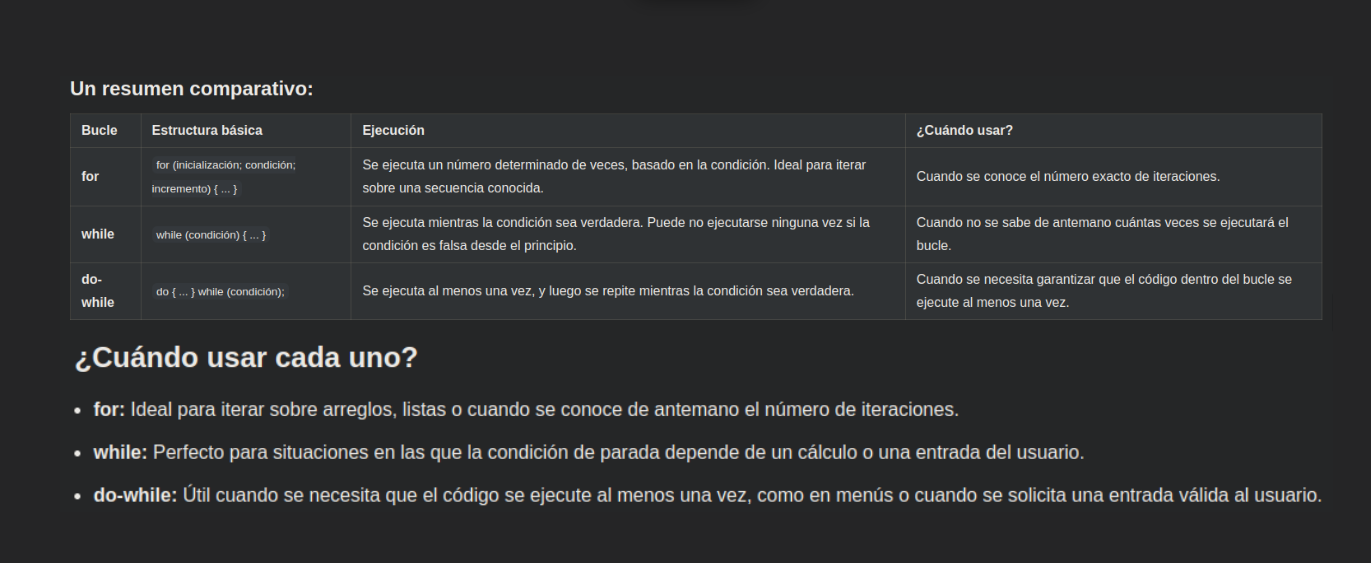 Un resumen comparativo:
Bucle Estructura básica Ejecución ¿Cuándo usar?
for
for (inicialización; condición;
incremento) { ... }
Se ejecuta un número determinado de veces, basado en la condición. Ideal para iterar
sobre una secuencia conocida.
Cuando se conoce el número exacto de iteraciones.
while
while (condición) { ... }
Se ejecuta mientras la condición sea verdadera. Puede no ejecutarse ninguna vez si la
condición es falsa desde el principio.
Cuando no se sabe de antemano cuántas veces se ejecutará el
bucle.
do-
while
do { ... } while (condición);
Se ejecuta al menos una vez, y luego se repite mientras la condición sea verdadera.
Cuando se necesita garantizar que el código dentro del bucle se
ejecute al menos una vez.
¿Cuándo usar cada uno?
• for: Ideal para iterar sobre arreglos, listas o cuando se conoce de antemano el número de iteraciones.
• while: Perfecto para situaciones en las que la condición de parada depende de un cálculo o una entrada del usuario.
• do-while: Útil cuando se necesita que el código se ejecute al menos una vez, como en menús o cuando se solicita una entrada válida al usuario.